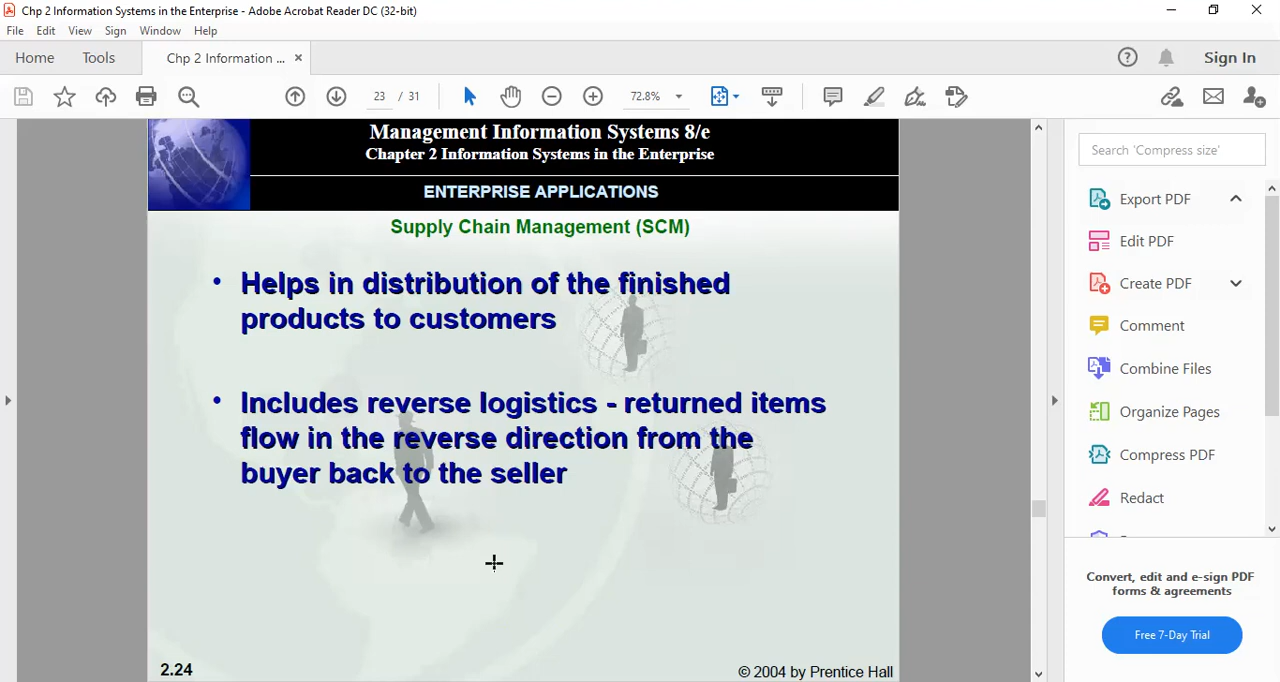 Chp 2 Information Systems in the Enterprise - Adobe Acrobat Reader DC (32-bit)
File Edit View Sign Window Help
Home Tools Chp 2 Information ... × Sign In
23 / 31 72.8%
Management Information Systems 8/e
Chapter 2 Information Systems in the Enterprise
ENTERPRISE APPLICATIONS
Supply Chain Management (SCM)
• Helps in distribution of the finished
products to customers
• Includes reverse logistics - returned items
flow in the reverse direction from the
buyer back to the seller
2.24
© 2004 by Prentice Hall
Search 'Compress size'
Export PDF
Edit PDF
Create PDF
Comment
Combine Files
Organize Pages
Compress PDF
Redact
Convert, edit and e-sign PDF
forms & agreements
Free 7-Day Trial